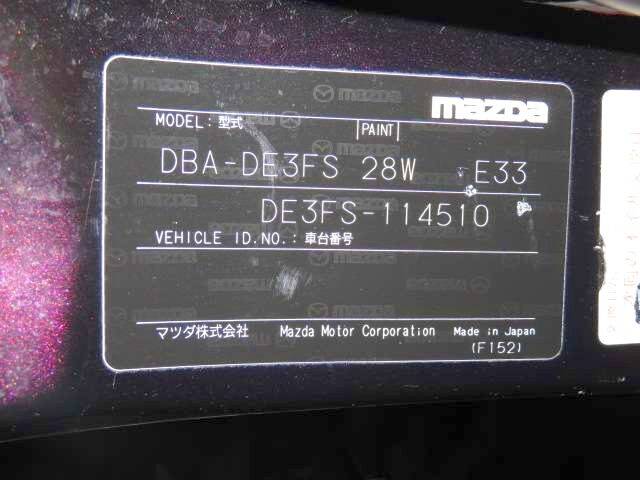 mazda
MODEL : 型式 PAINT
DBA-DE3FS 28W E33
DE3FS-114510
VEHICLE ID.NO. : 車台番号
マツダ株式会社 Mazda Motor Corporation Made in Japan
(F152)